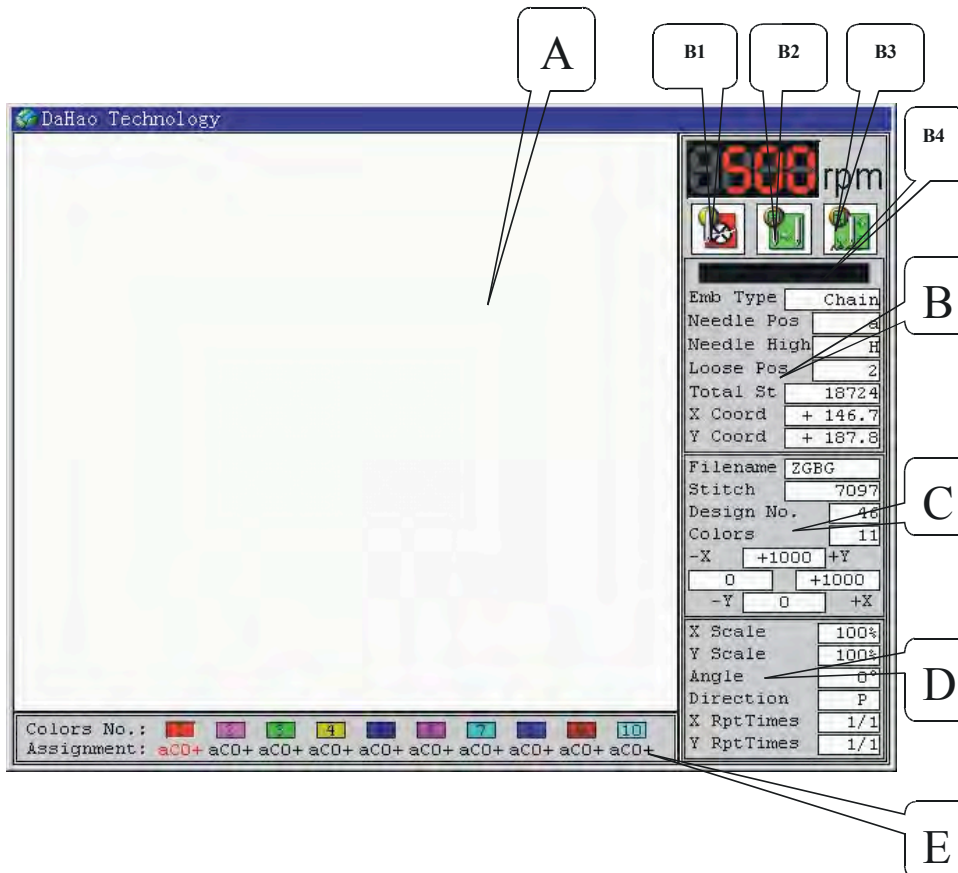 A
B1
B2
B3
B4
DaHao Technology
500 rpm
Emb Type Chain
B
Needle Pos a
Needle High H
Loose Pos 2
Total St 18724
X Coord + 146.7
Y Coord + 187.8
Filename ZGBG
Stitch 7097
C
Design No. 46
Colors 11
-X +1000 +Y
0 +1000
-Y 0 +X
X Scale 100%
Y Scale 100%
Angle 0°
D
Direction P
X RptTimes 1/1
Y RptTimes 1/1
Colors No.: 2 3 4 7 10
Assignment: aC0+ aC0+ aC0+ aC0+ aC0+ aC0+ aC0+ aC0+ aC0+ aC0+
E